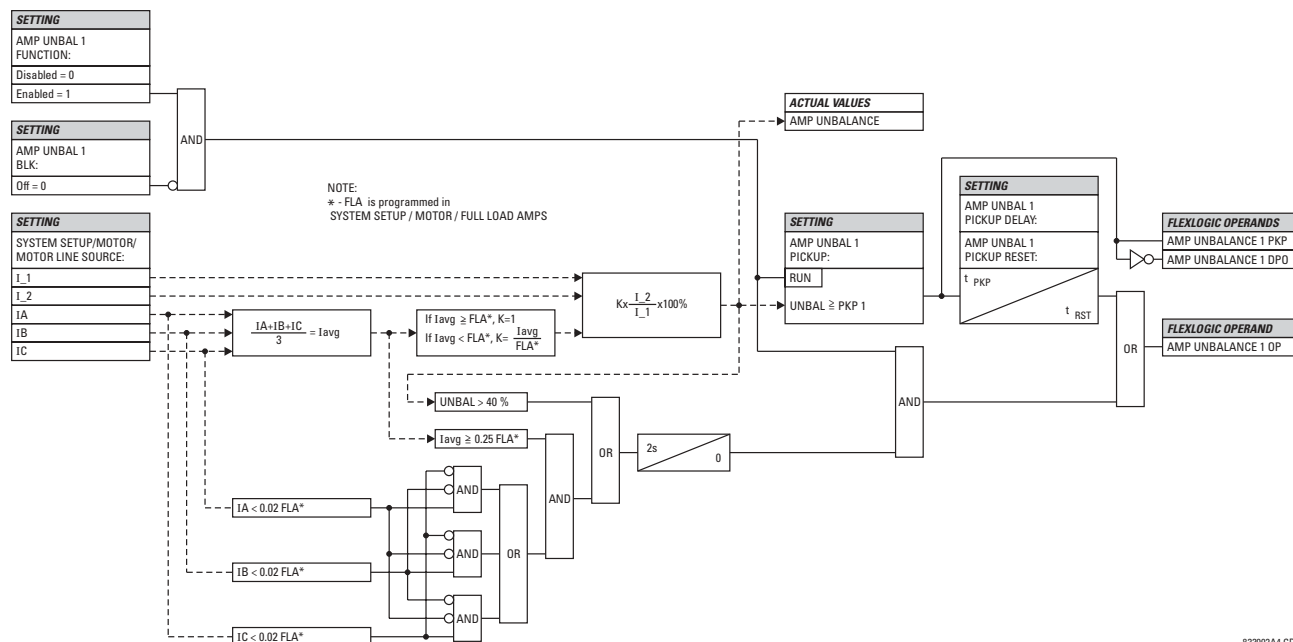 SETTING
AMP UNBAL 1
FUNCTION:
Disabled = 0
Enabled = 1
SETTING
AMP UNBAL 1
BLK:
Off = 0
AND
SETTING
SYSTEM SETUP/MOTOR/
MOTOR LINE SOURCE:
I_1
I_2
IA
IB
IC
NOTE:
* - FLA is programmed in
SYSTEM SETUP / MOTOR / FULL LOAD AMPS
IA+IB+IC
3
= Iavg
If Iavg ≧ FLA*, K=1
If Iavg < FLA*, K= Iavg
FLA*
Kx I_2 x100%
I_1
ACTUAL VALUES
AMP UNBALANCE
SETTING
AMP UNBAL 1
PICKUP:
RUN
UNBAL ≧ PKP 1
SETTING
AMP UNBAL 1
PICKUP DELAY:
AMP UNBAL 1
PICKUP RESET:
t PKP
t RST
FLEXLOGIC OPERANDS
AMP UNBALANCE 1 PKP
AMP UNBALANCE 1 DPO
FLEXLOGIC OPERAND
AMP UNBALANCE 1 OP
OR
AND
UNBAL > 40 %
Iavg ≧ 0.25 FLA*
OR
2s
0
AND
IA < 0.02 FLA*
AND
IB < 0.02 FLA*
AND
OR
IC < 0.02 FLA*
AND